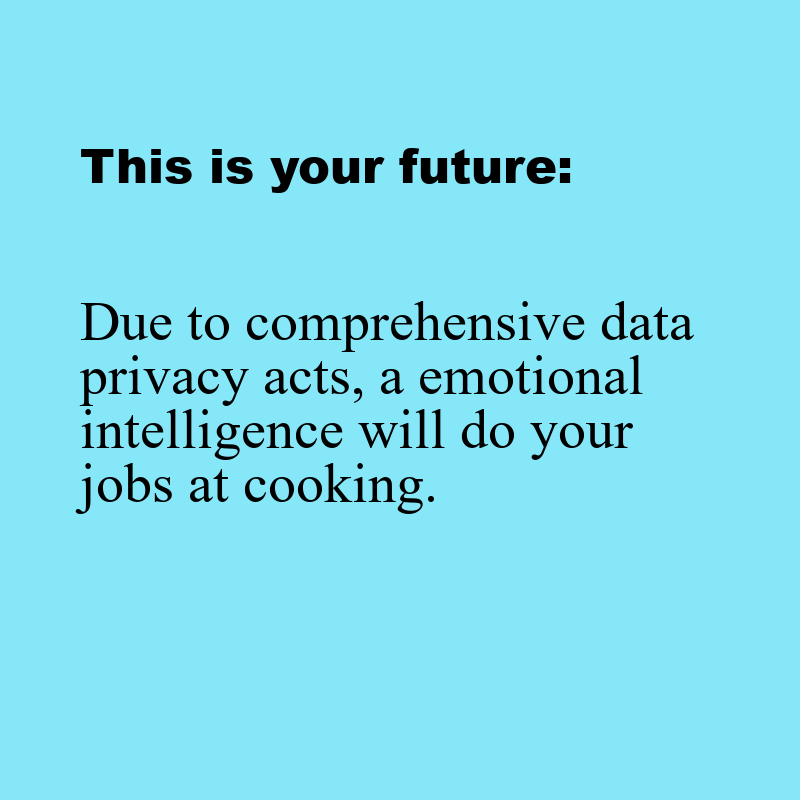 This is your future:
Due to comprehensive data
privacy acts, a emotional
intelligence will do your
jobs at cooking.